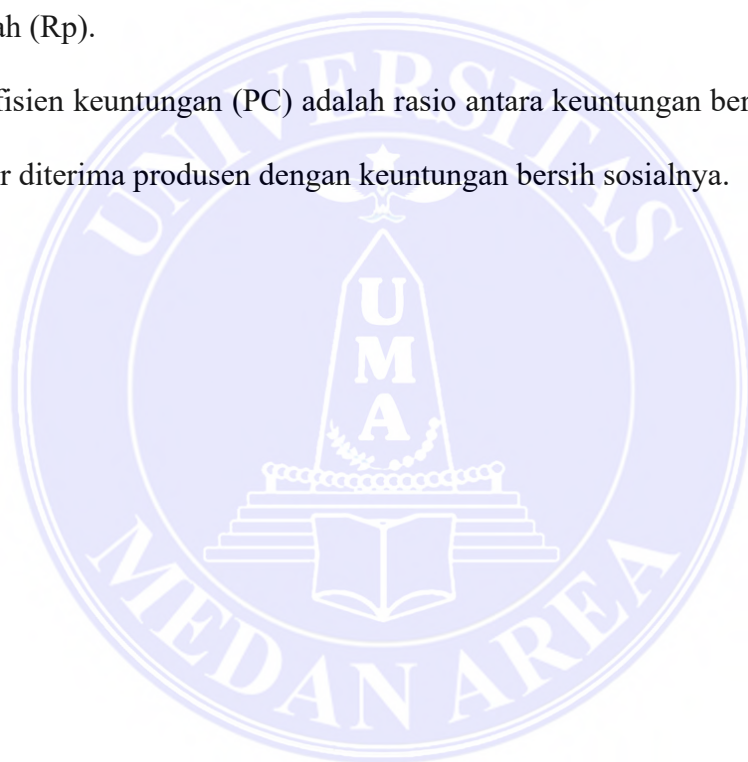 ah (Rp).
fisien keuntungan (PC) adalah rasio antara keuntungan ber
r diterima produsen dengan keuntungan bersih sosialnya.
UNIVERSITAS
U
M
A
MEDAN AREA